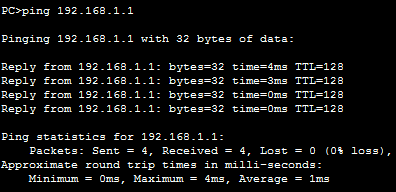 PC>ping 192.168.1.1
Pinging 192.168.1.1 with 32 bytes of data:
Reply from 192.168.1.1: bytes=32 time=4ms TTL=128
Reply from 192.168.1.1: bytes=32 time=3ms TTL=128
Reply from 192.168.1.1: bytes=32 time=0ms TTL=128
Reply from 192.168.1.1: bytes=32 time=0ms TTL=128
Ping statistics for 192.168.1.1:
    Packets: Sent = 4, Received = 4, Lost = 0 (0% loss),
Approximate round trip times in milli-seconds:
    Minimum = 0ms, Maximum = 4ms, Average = 1ms